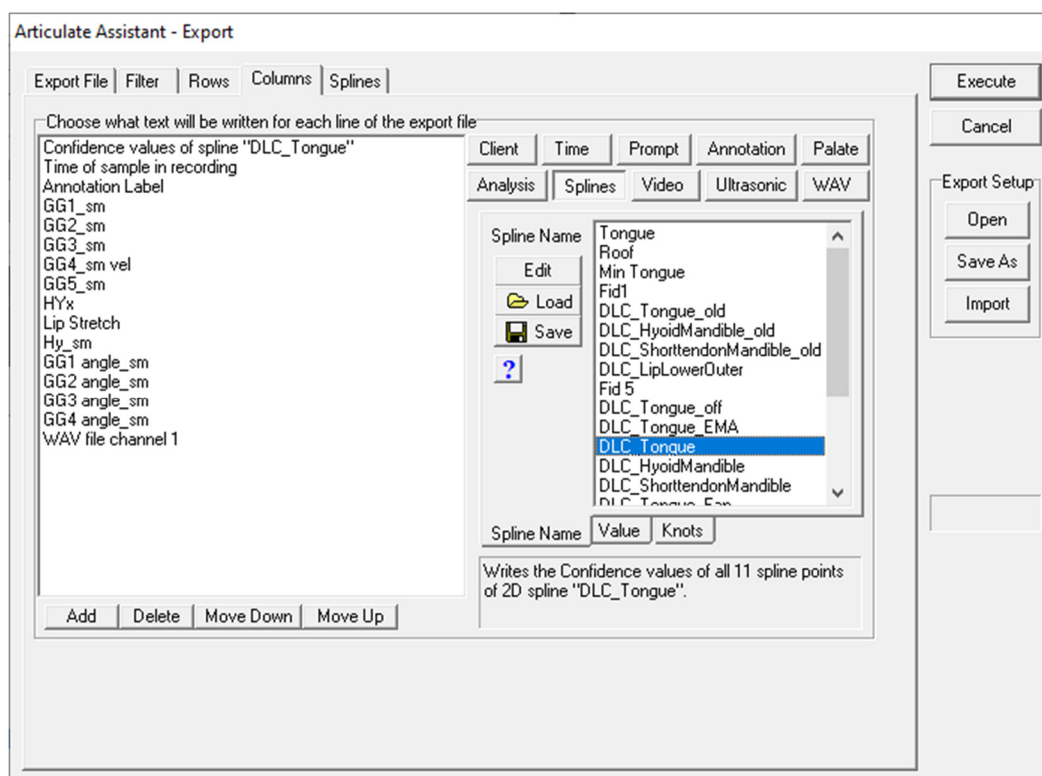 Articulate Assistant - Export
Export File
Filter
Rows
Columns
Splines
Execute
Cancel
Export Setup
Open
Save As
Import
Choose what text will be written for each line of the export file
Confidence values of spline "DLC_Tongue"
Time of sample in recording
Annotation Label
GG1_sm
GG2_sm
GG3_sm
GG4_sm vel
GG5_sm
HYx
Lip Stretch
Hy_sm
GG1 angle_sm
GG2 angle_sm
GG3 angle_sm
GG4 angle_sm
WAV file channel 1
Add
Delete
Move Down
Move Up
Client
Time
Prompt
Annotation
Palate
Analysis
Splines
Video
Ultrasonic
WAV
Spline Name
Edit
Load
Save
?
Tongue
Roof
Min Tongue
Fid1
DLC_Tongue_old
DLC_HyoidMandible_old
DLC_ShorttendonMandible_old
DLC_LipLowerOuter
Fid 5
DLC_Tongue_off
DLC_Tongue_EMA
DLC_Tongue
DLC_HyoidMandible
DLC_ShorttendonMandible
Spline Name
Value
Knots
Writes the Confidence values of all 11 spline points
of 2D spline "DLC_Tongue".